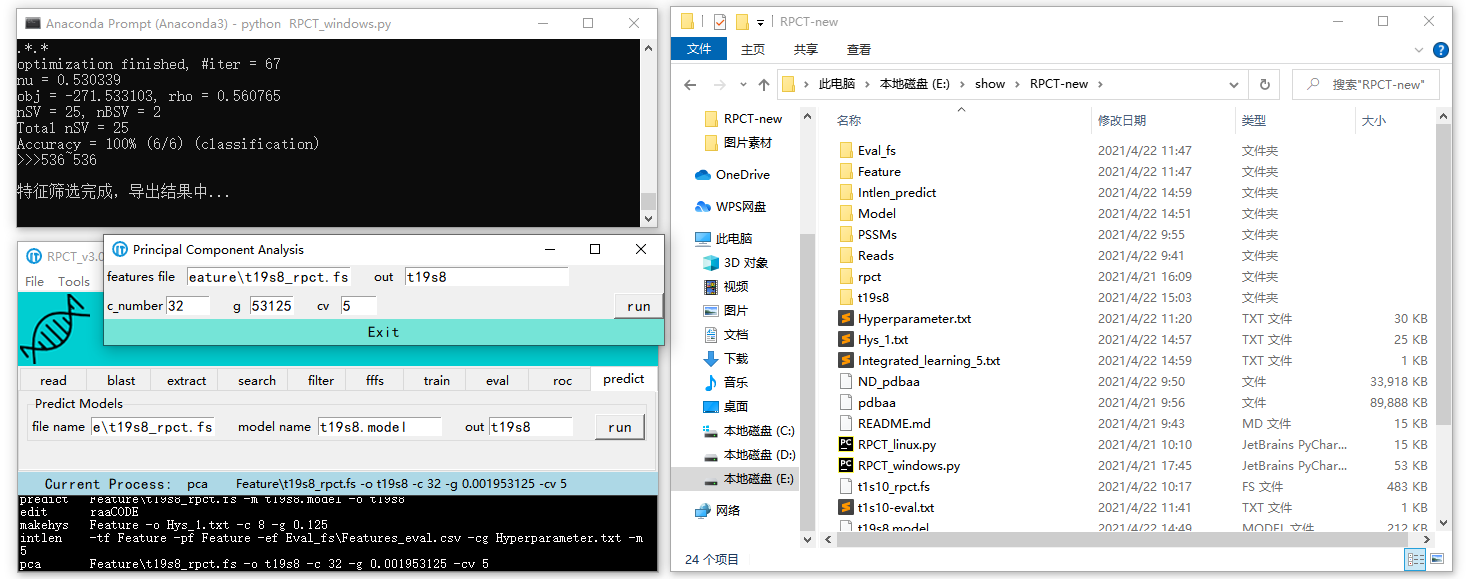 Anaconda Prompt (Anaconda3) - python RPCT_windows.py
.*.*
optimization finished, #iter = 67
nu = 0.530339
obj = -271.533103, rho = 0.560765
nSV = 25, nBSV = 2
Total nSV = 25
Accuracy = 100% (6/6) (classification)
>>>536~536
特征筛选完成，导出结果中...
RPCT_v3.0
File Tools
Principal Component Analysis
features file eature\t19s8_rpct.fs out t19s8
c_number 32 g 53125 cv 5 run
Exit
read blast extract search filter fffs train eval roc predict
Predict Models
file name e\t19s8_rpct.fs model name t19s8.model out t19s8 run
Current Process: pca Feature\t19s8_rpct.fs -o t19s8 -c 32 -g 0.001953125 -cv 5
predict Feature\t19s8_rpct.fs -m t19s8.model -o t19s8
edit raaCODE
makehys Feature -o Hys_1.txt -c 8 -g 0.125
intlen -tf Feature -pf Feature -ef Eval_fs\Features_eval.csv -cg Hyperparameter.txt -m
5
pca Feature\t19s8_rpct.fs -o t19s8 -c 32 -g 0.001953125 -cv 5
RPCT-new
文件 主页 共享 查看
此电脑 本地磁盘 (E:) show RPCT-new 搜索"RPCT-new"
RPCT-new
图片素材
OneDrive
WPS网盘
此电脑
3D 对象
视频
图片
文档
下载
音乐
桌面
本地磁盘 (C:)
本地磁盘 (D:)
本地磁盘 (E:)
网络
名称 修改日期 类型 大小
Eval_fs 2021/4/22 11:47 文件夹
Feature 2021/4/22 11:47 文件夹
Intlen_predict 2021/4/22 14:59 文件夹
Model 2021/4/22 14:51 文件夹
PSSMs 2021/4/22 9:55 文件夹
Reads 2021/4/22 9:41 文件夹
rpct 2021/4/21 16:09 文件夹
t19s8 2021/4/22 15:03 文件夹
Hyperparameter.txt 2021/4/22 11:20 TXT 文件 30 KB
Hys_1.txt 2021/4/22 14:57 TXT 文件 25 KB
Integrated_learning_5.txt 2021/4/22 14:59 TXT 文件 1 KB
ND_pdbaa 2021/4/22 9:50 文件 33,918 KB
pdbaa 2021/4/21 9:56 文件 89,888 KB
README.md 2021/4/21 9:43 MD 文件 15 KB
RPCT_linux.py 2021/4/21 10:10 JetBrains PyChar... 15 KB
RPCT_windows.py 2021/4/21 17:45 JetBrains PyChar... 53 KB
t1s10_rpct.fs 2021/4/22 10:17 FS 文件 483 KB
t1s10-eval.txt 2021/4/22 11:41 TXT 文件 1 KB
t19s8.model 2021/4/22 14:49 MODEL 文件 212 KB
24 个项目